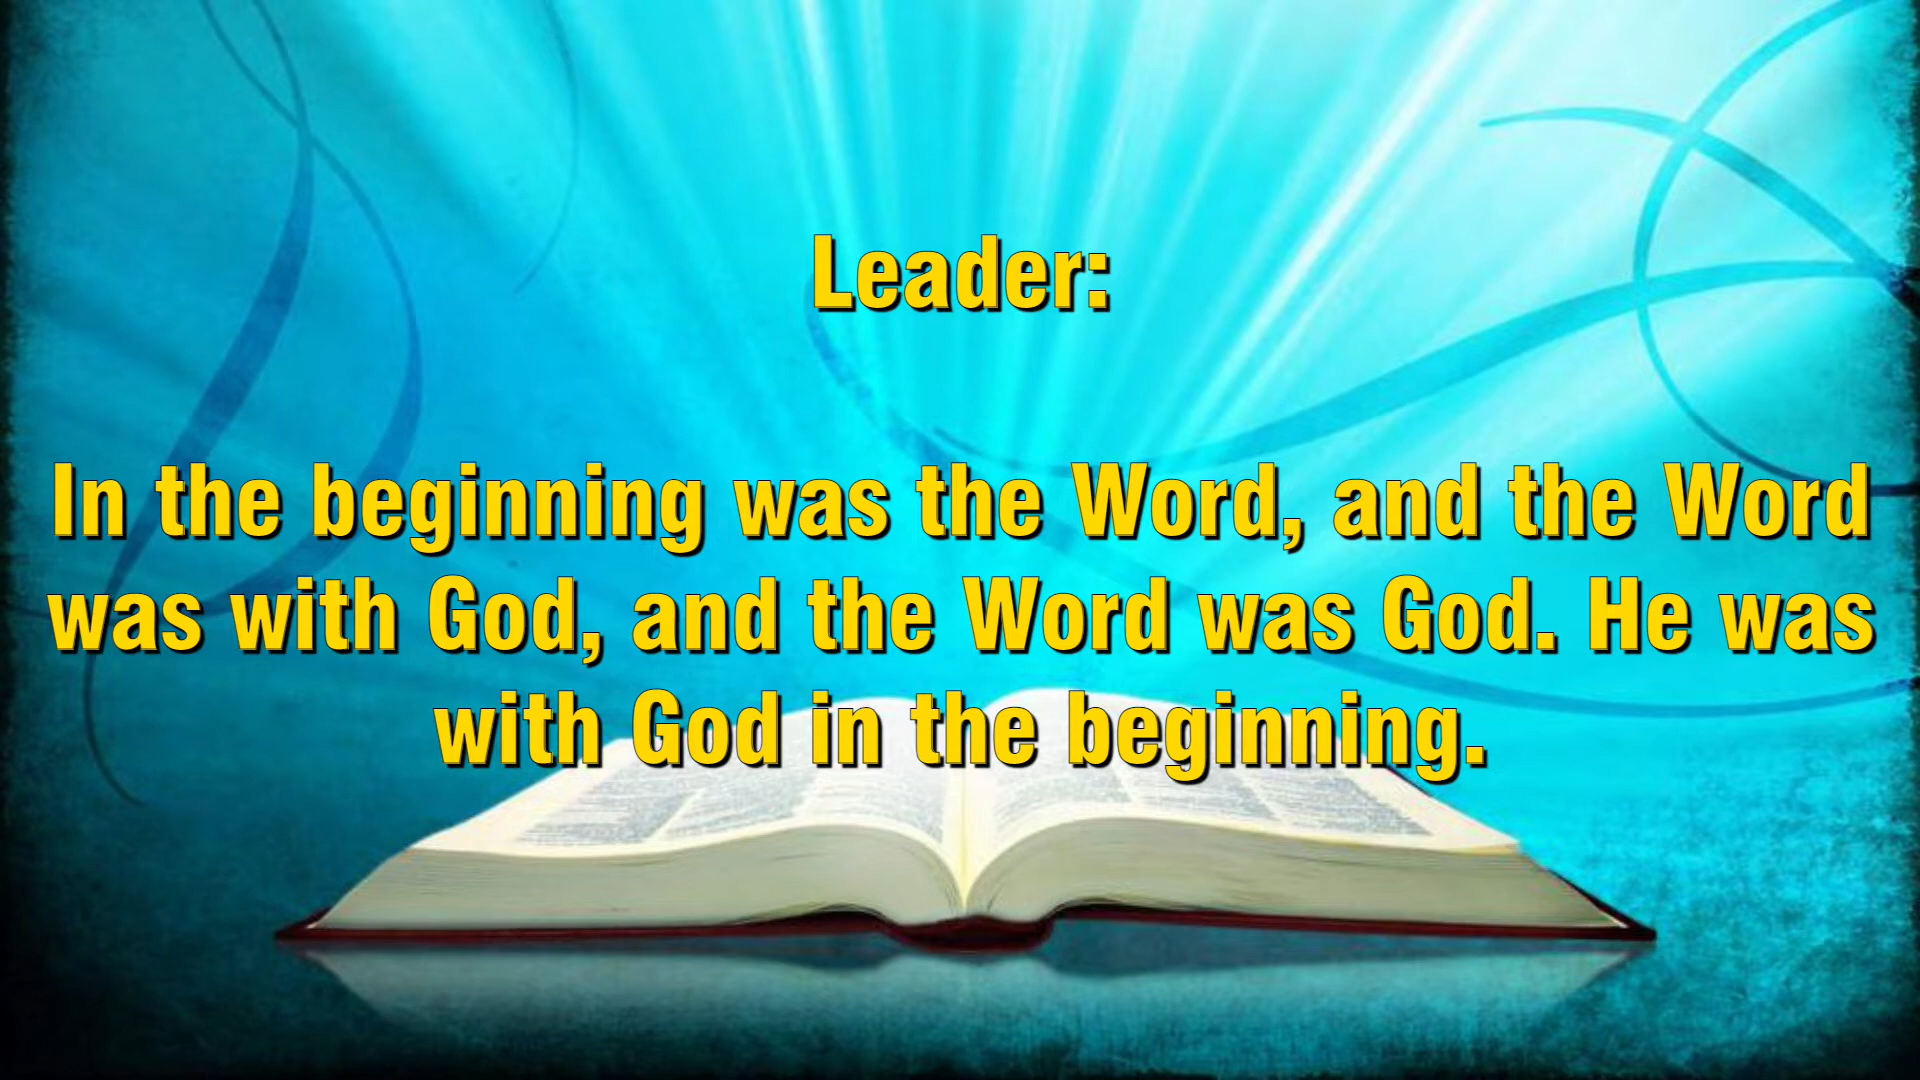 Leader:
In the beginning was the Word, and the Word
was with God, and the Word was God. He was
with God in the beginning.